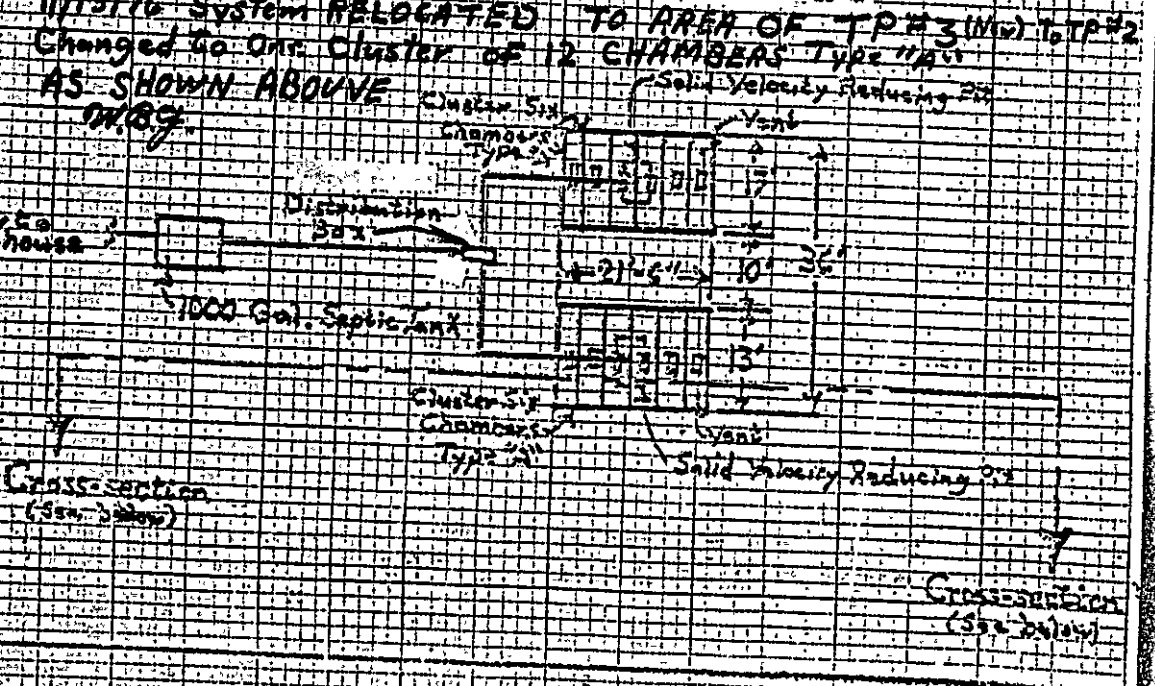 System RELOCATED TO AREA OF TP#3 (New) To TP#2
Changed to One Cluster of 12 CHAMBERS Type "A"
AS SHOWN ABOUVE
W.B.G.
Solid Velocity Reducing Pit
Cluster Six
Chambers
Type "A"
Vent
Distribution
Box
To
house
1000 Gal. Septic Tank
21'-6"
10'
13'
Cluster Six
Chambers
Type "A"
Vent
Solid Velocity Reducing Pit
Cross-section
(See below)
Cross-section
(See below)